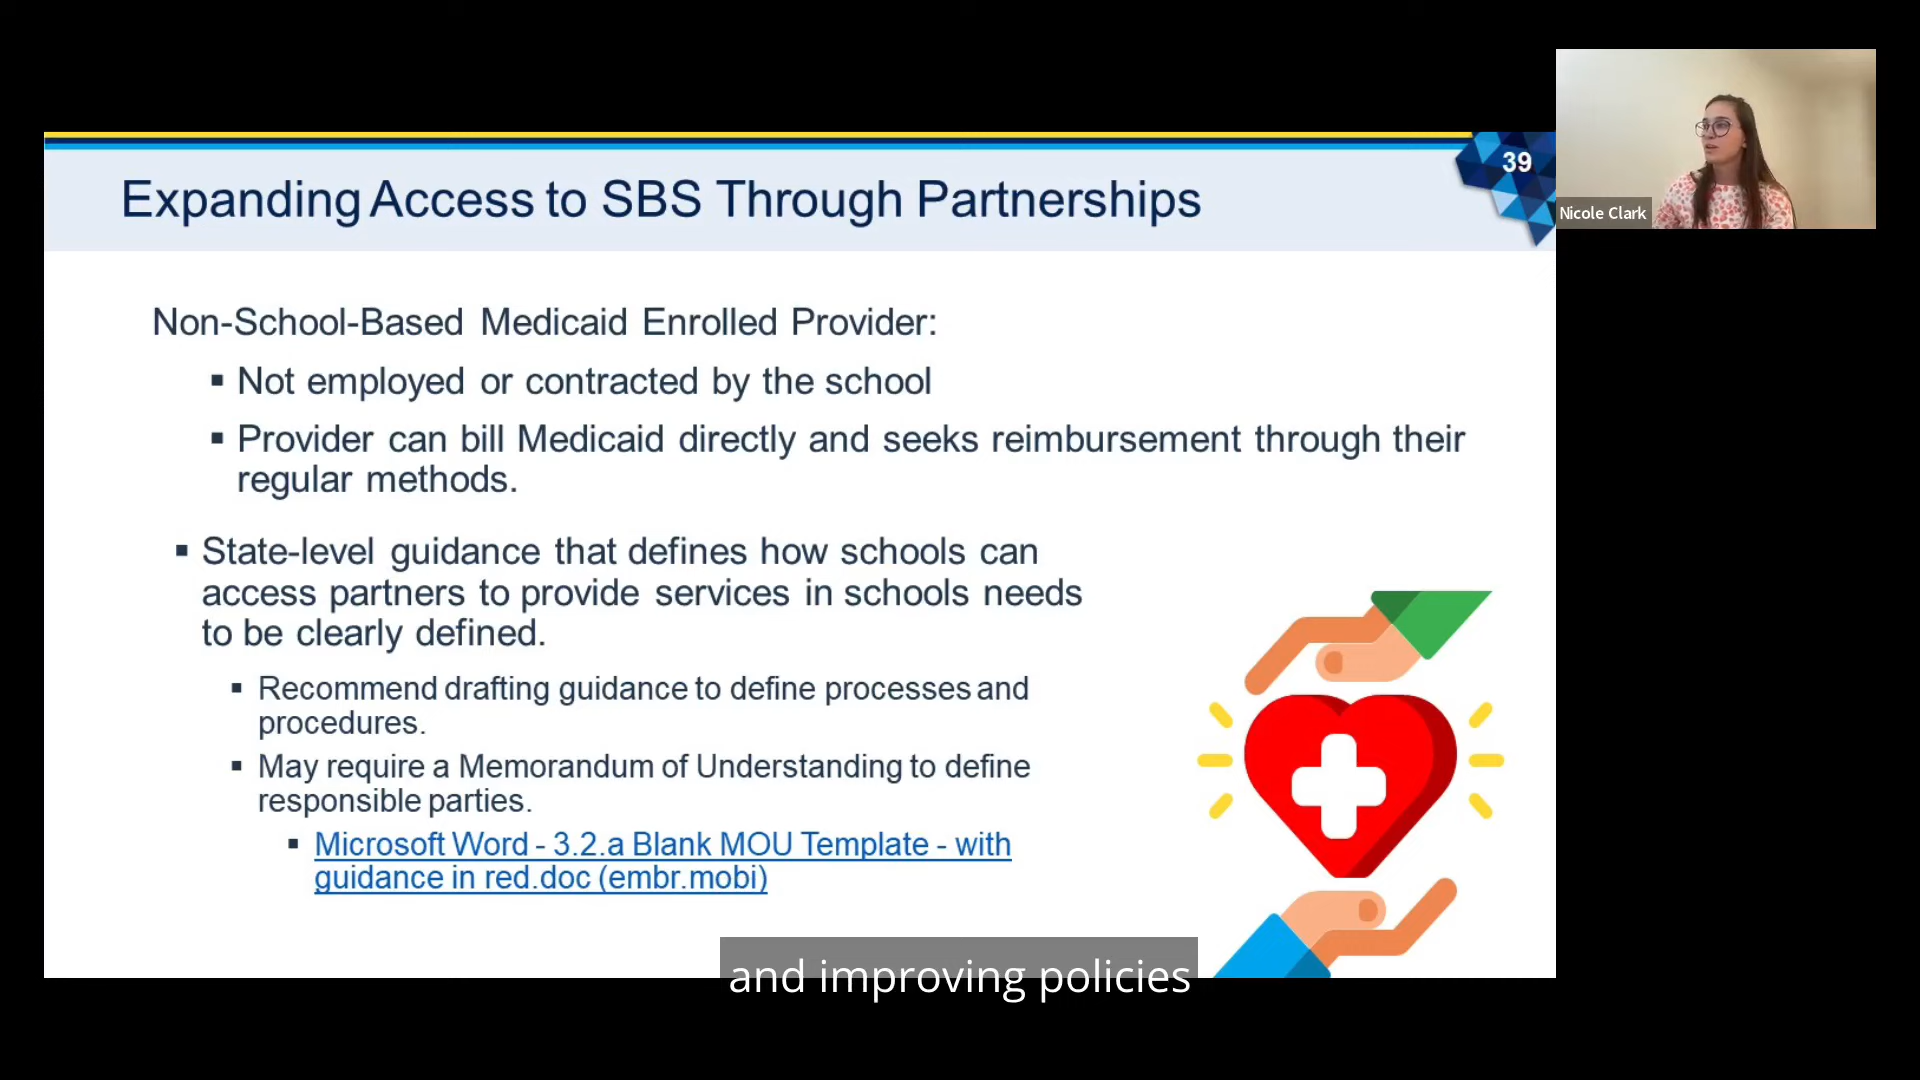 39
Nicole Clark
Expanding Access to SBS Through Partnerships
Non-School-Based Medicaid Enrolled Provider:
▪ Not employed or contracted by the school
▪ Provider can bill Medicaid directly and seeks reimbursement through their
regular methods.
▪ State-level guidance that defines how schools can
access partners to provide services in schools needs
to be clearly defined.
▪ Recommend drafting guidance to define processes and
procedures.
▪ May require a Memorandum of Understanding to define
responsible parties.
▪ Microsoft Word - 3.2.a Blank MOU Template - with
guidance in red.doc (embr.mobi)
and improving policies